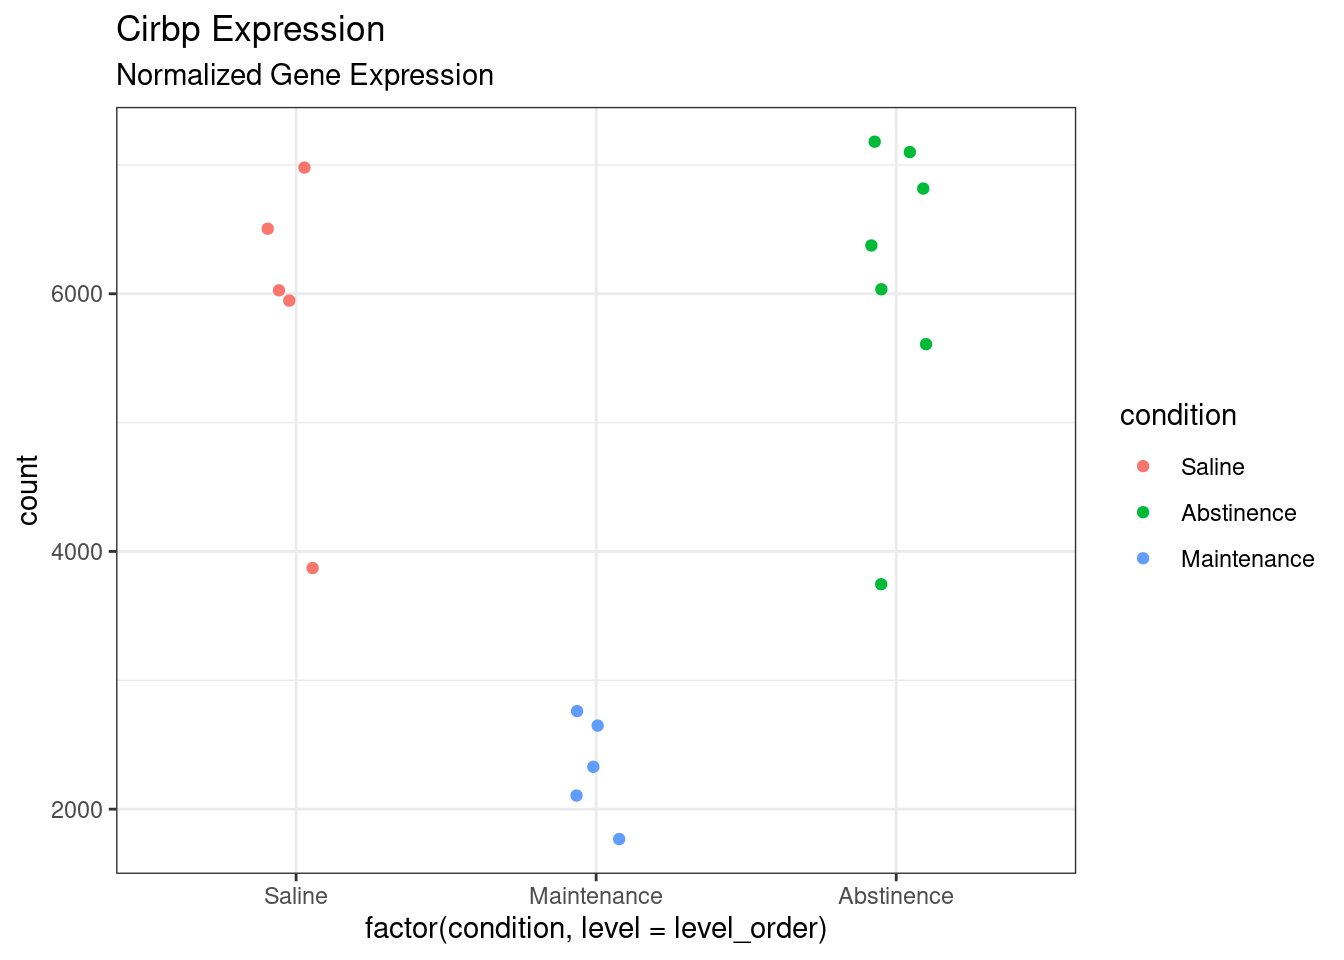 Cirbp Expression
Normalized Gene Expression
6000
4000
2000
count
Saline
Maintenance
Abstinence
factor(condition, level = level_order)
condition
Saline
Abstinence
Maintenance